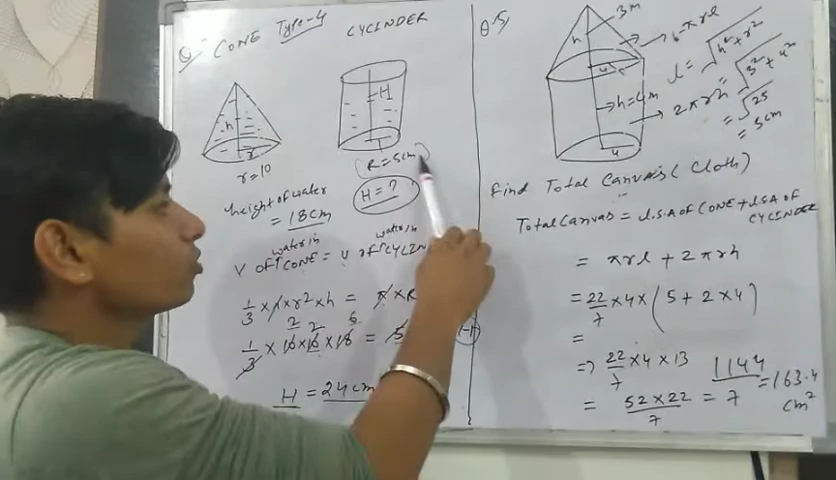 Q. CONE Type-4 CYLINDER
h
r
r = 10
H
(R = 5cm)
H = ?
height of water
= 18cm
water in water in
V OF CONE = V of CYLIN
1/3 × π × r2 × h = π × R
2 2 6
1/3 × 10 × 10 × 18 = 5
H = 24cm
Q.5)
3m
h
4
πrl
l = √h²+r²
= √3²+4²
= √25
= 5cm
h=4m
2πrh
4
find Total Canvas (Cloth)
Total Canvas = l.S.A of CONE + l.S.A OF
CYLINDER
= πrl + 2πrh
= 22/7 × 4 × (5 + 2 × 4)
=
=> 22/7 × 4 × 13
= 52 × 22 / 7 = 1144 / 7 = 163.4
cm²